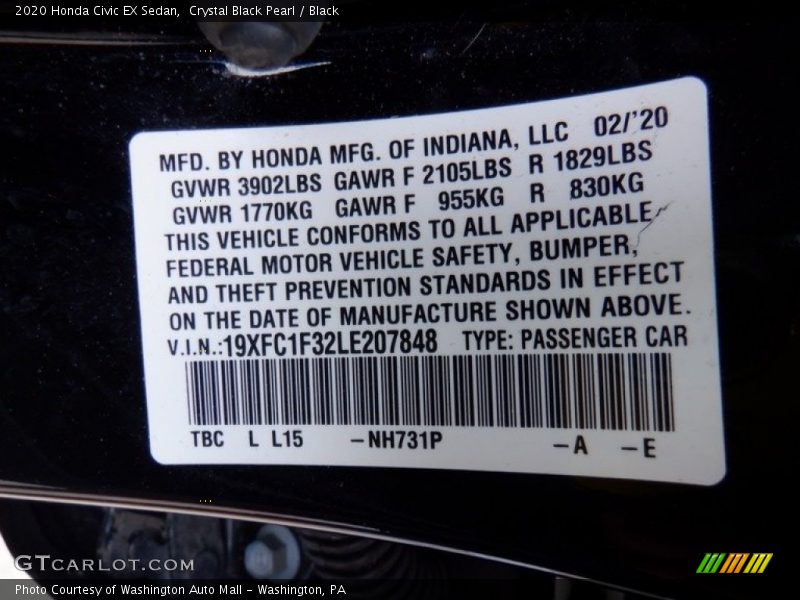 2020 Honda Civic EX Sedan,  Crystal Black Pearl / Black
MFD. BY HONDA MFG. OF INDIANA, LLC 02/'20
GVWR 3902LBS GAWR F 2105LBS R 1829LBS
GVWR 1770KG GAWR F 955KG R 830KG
THIS VEHICLE CONFORMS TO ALL APPLICABLE
FEDERAL MOTOR VEHICLE SAFETY, BUMPER,
AND THEFT PREVENTION STANDARDS IN EFFECT
ON THE DATE OF MANUFACTURE SHOWN ABOVE.
V.I.N.:19XFC1F32LE207848 TYPE: PASSENGER CAR
TBC L L15 –NH731P –A –E
GTCARLOT.COM
Photo Courtesy of Washington Auto Mall – Washington, PA